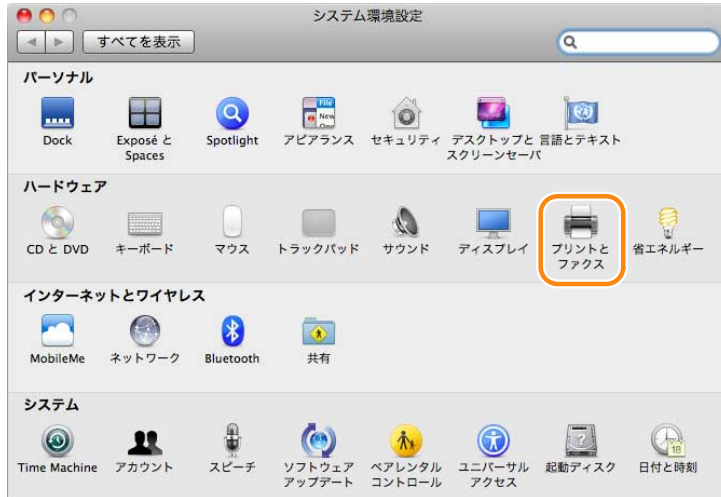 システム環境設定
すべてを表示
パーソナル
Dock
Exposé と
Spaces
Spotlight
アピアランス
セキュリティ
デスクトップと
スクリーンセーバ
言語とテキスト
ハードウェア
CD と DVD
キーボード
マウス
トラックパッド
サウンド
ディスプレイ
プリントと
ファクス
省エネルギー
インターネットとワイヤレス
MobileMe
ネットワーク
Bluetooth
共有
システム
Time Machine
アカウント
スピーチ
ソフトウェア
アップデート
ペアレンタル
コントロール
ユニバーサル
アクセス
起動ディスク
日付と時刻
File
New
18